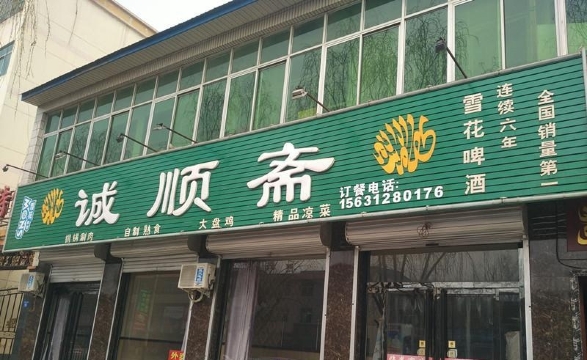 诚顺斋
铜锅涮肉 自制熟食 大盘鸡 精品凉菜
订餐电话:
15631280176
雪花啤酒
连续六年
全国销量第一